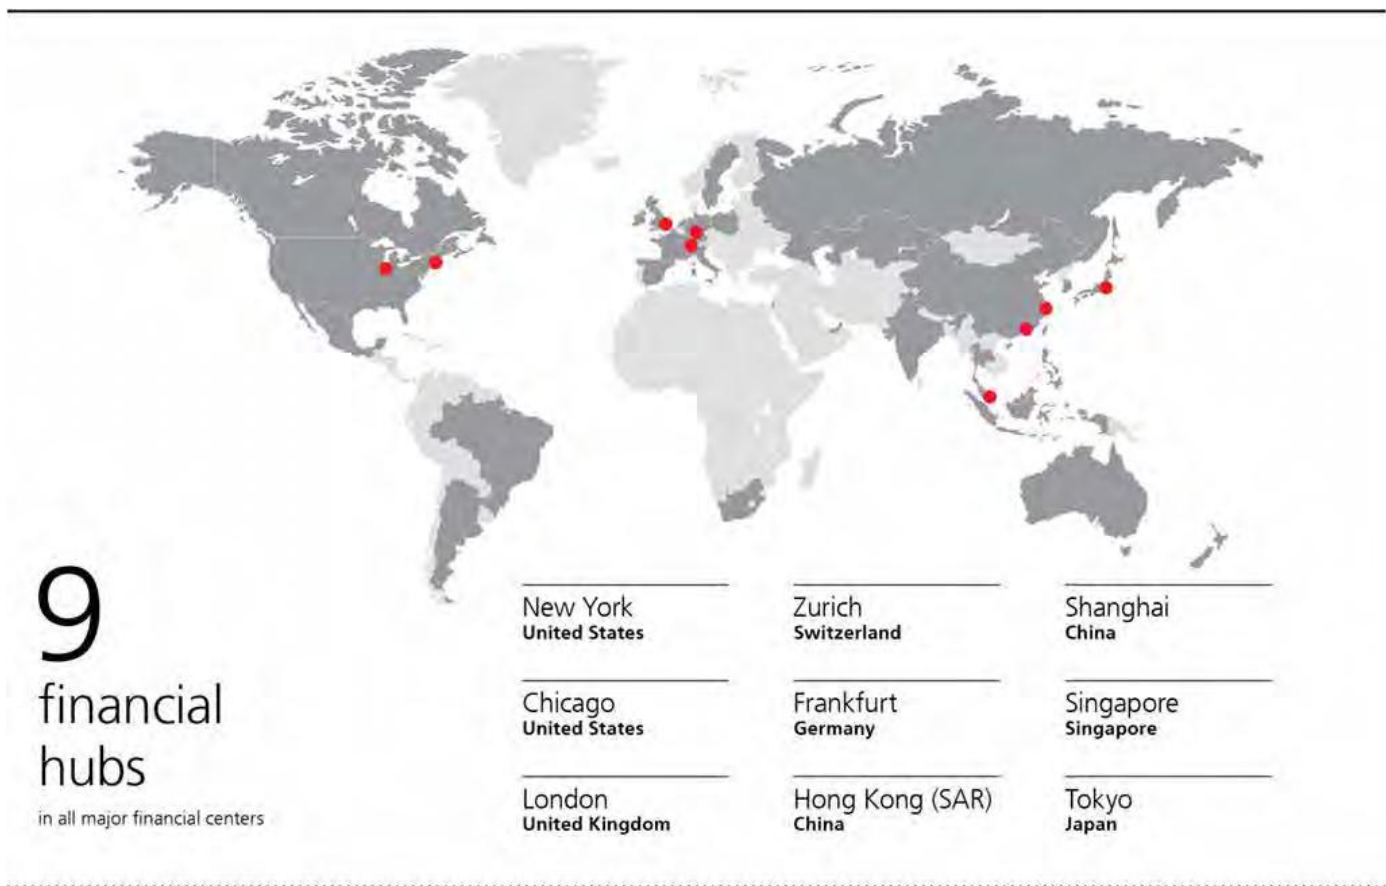 9
financial
hubs
in all major financial centers
New York
United States
Zurich
Switzerland
Shanghai
China
Chicago
United States
Frankfurt
Germany
Singapore
Singapore
London
United Kingdom
Hong Kong (SAR)
China
Tokyo
Japan